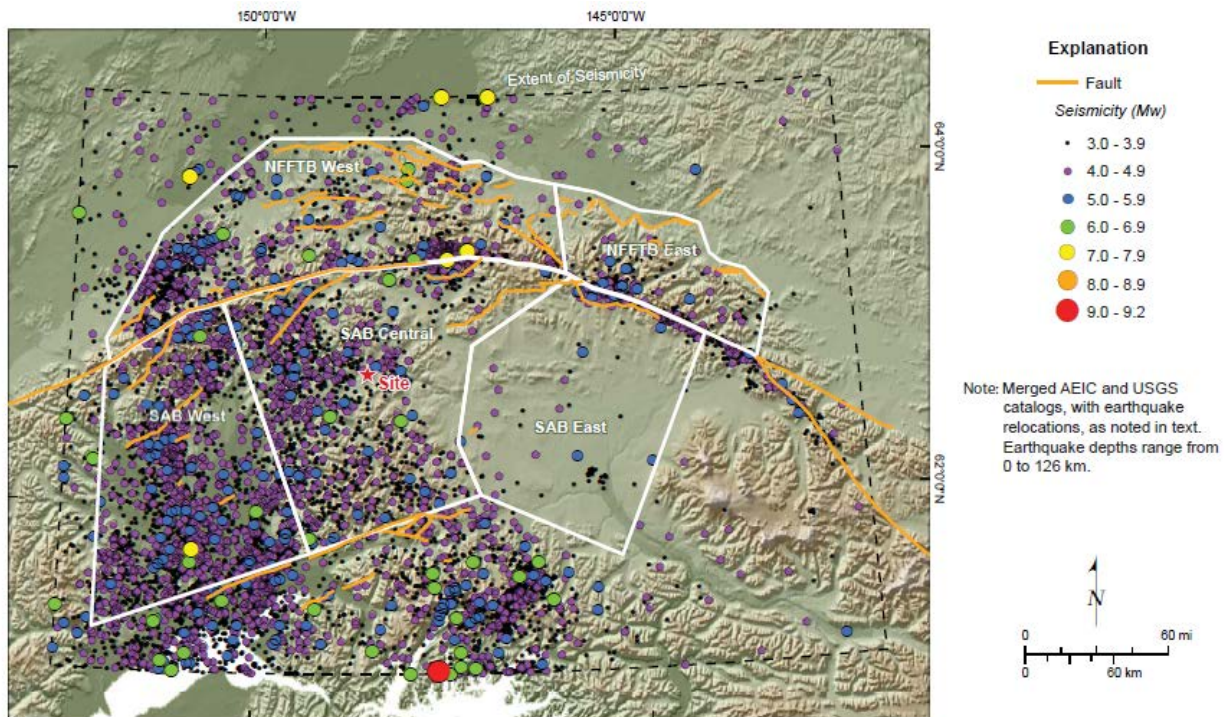 150°0'0"W
145°0'0"W
Extent of Seismicity
64°0'0"N
NFFTB West
NFFTB East
SAB Central
Site
SAB West
SAB East
62°0'0"N
Explanation
Fault
Seismicity (Mw)
3.0 - 3.9
4.0 - 4.9
5.0 - 5.9
6.0 - 6.9
7.0 - 7.9
8.0 - 8.9
9.0 - 9.2
Note: Merged AEIC and USGS
catalogs, with earthquake
relocations, as noted in text.
Earthquake depths range from
0 to 126 km.
N
0 60 mi
0 60 km